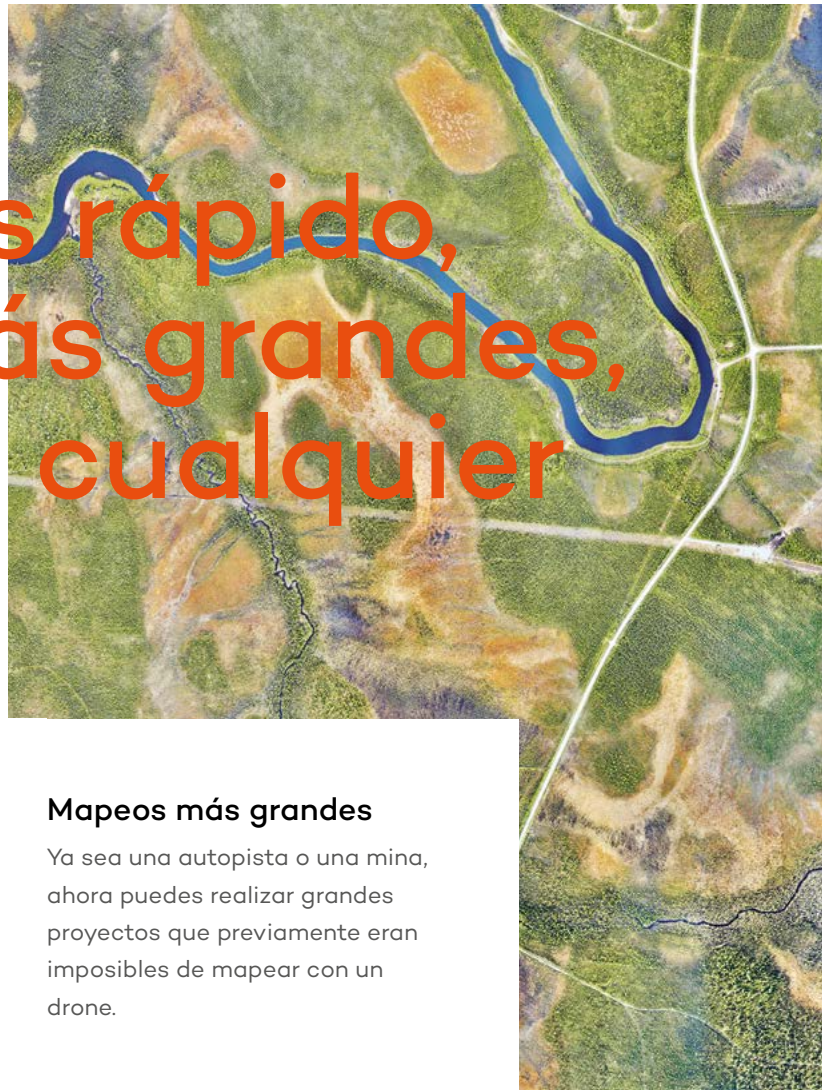 s rápido,
ás grandes,
cualquier
Mapeos más grandes
Ya sea una autopista o una mina,
ahora puedes realizar grandes
proyectos que previamente eran
imposibles de mapear con un
drone.